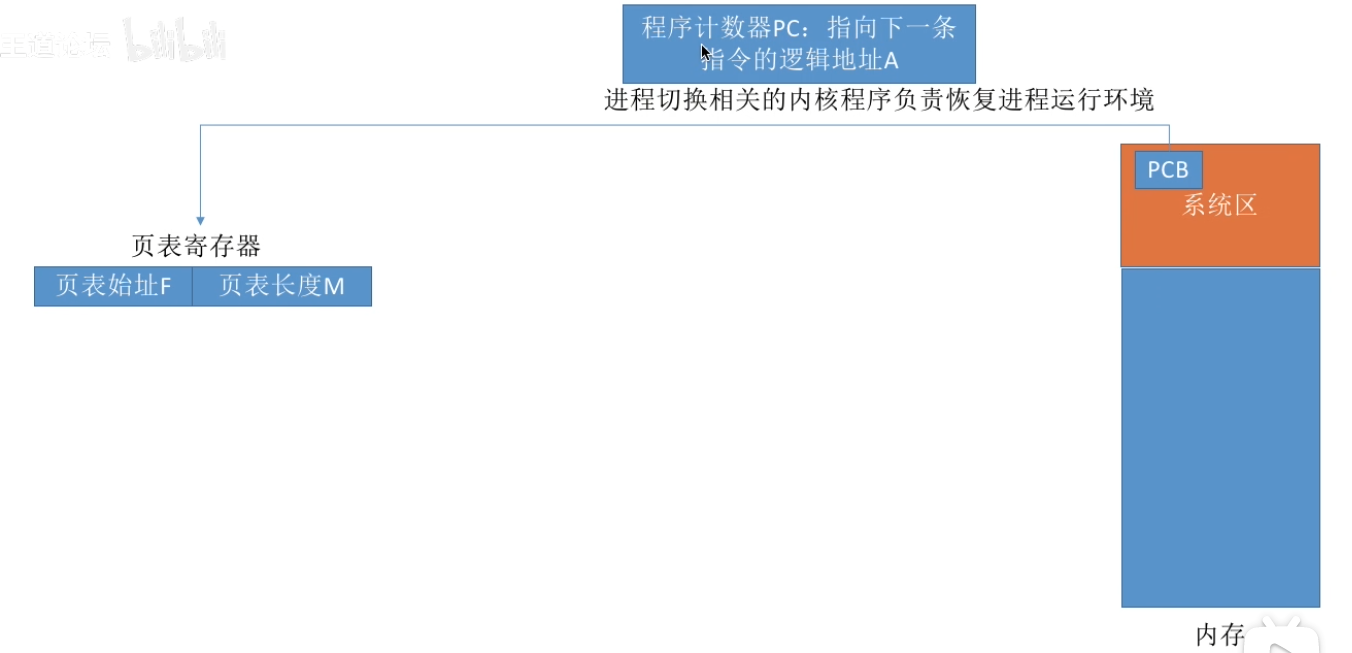 王道论坛 bilibili
程序计数器PC：指向下一条
指令的逻辑地址A
进程切换相关的内核程序负责恢复进程运行环境
PCB
系统区
页表寄存器
页表始址F
页表长度M
内存